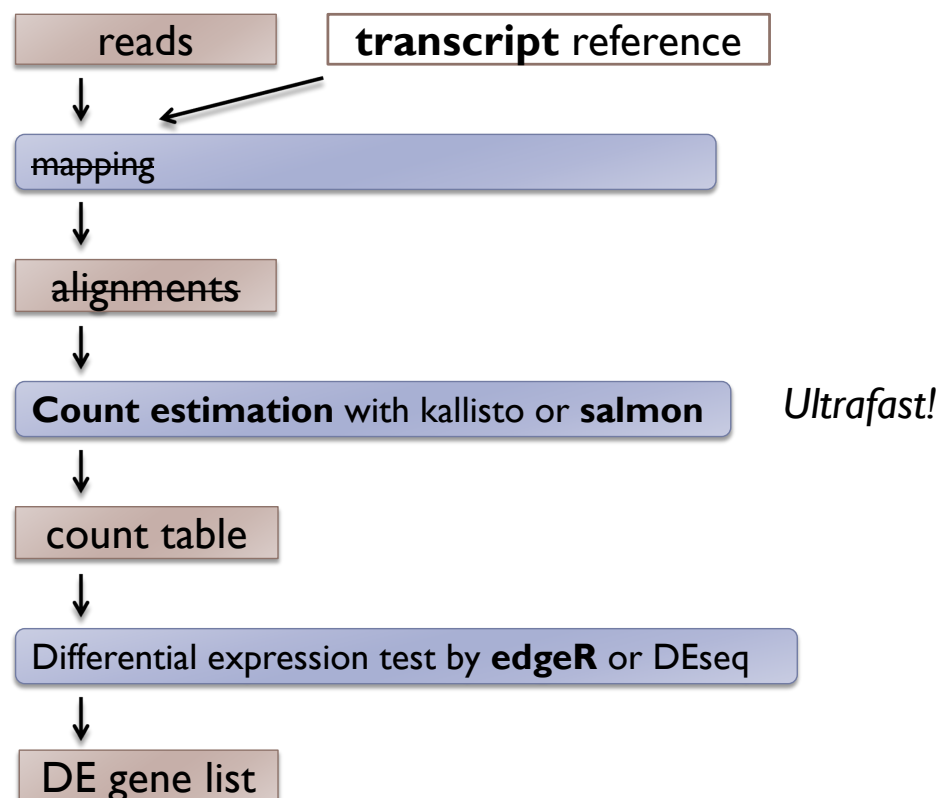 reads
transcript reference
mapping
alignments
Count estimation with kallisto or salmon
Ultrafast!
count table
Differential expression test by edgeR or DEseq
DE gene list